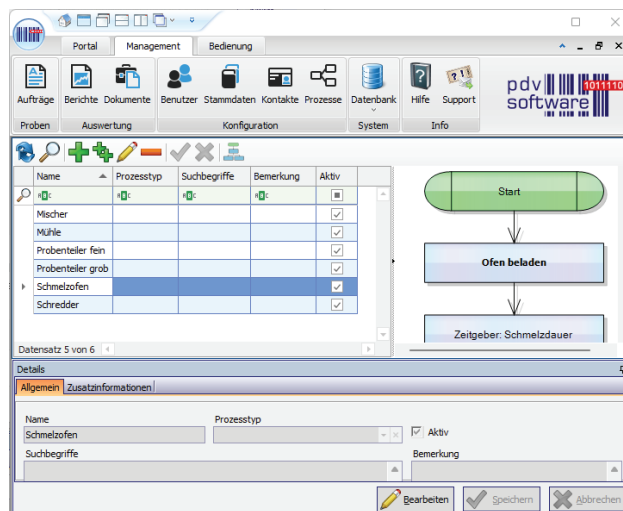 Portal Management Bedienung
Aufträge Berichte Dokumente Benutzer Stammdaten Kontakte Prozesse Datenbank Hilfe Support
Proben Auswertung Konfiguration System Info
pdv 1011110
software
Name Prozesstyp Suchbegriffe Bemerkung Aktiv
Mischer
Mühle
Probenteiler fein
Probenteiler grob
Schmelzofen
Schredder
Datensatz 5 von 6
Start
Ofen beladen
Zeitgeber: Schmelzdauer
Details
Allgemein Zusatzinformationen
Name Prozesstyp
Schmelzofen Aktiv
Suchbegriffe Bemerkung
Bearbeiten Speichern Abbrechen